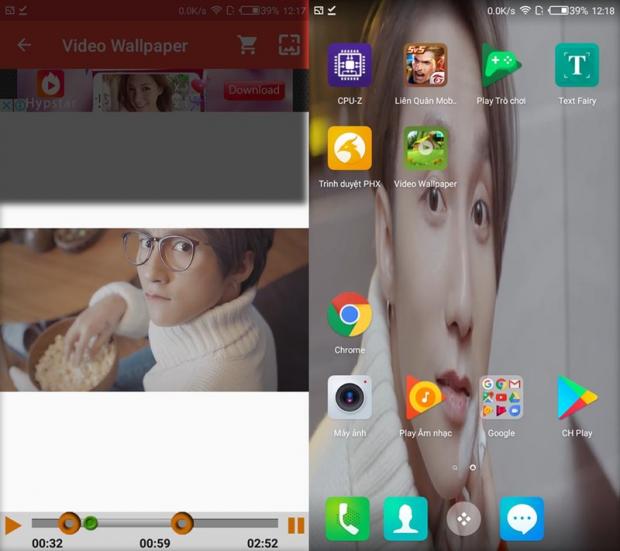 0.0K/s 39% 12:17
Video Wallpaper
Hypstar
Download
00:32 00:59 02:52
0.0K/s 39% 12:18
CPU-Z
5v5
Liên Quân Mob..
Play Trò chơi
T
Text Fairy
Trình duyệt PHX
Video Wallpaper
Chrome
Máy ảnh
Play Âm nhạc
Google
CH Play